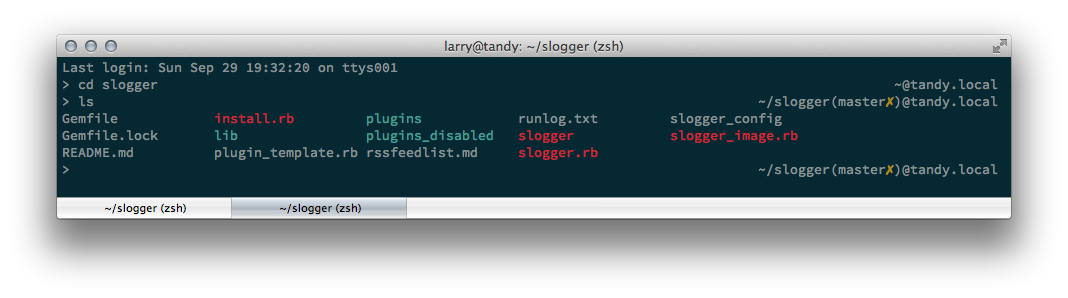 larry@tandy: ~/slogger (zsh)
Last login: Sun Sep 29 19:32:20 on ttys001
> cd slogger ~@tandy.local
> ls ~/slogger(master✗)@tandy.local
Gemfile install.rb plugins runlog.txt slogger_config
Gemfile.lock lib plugins_disabled slogger slogger_image.rb
README.md plugin_template.rb rssfeedlist.md slogger.rb
> ~/slogger(master✗)@tandy.local
~/slogger (zsh) ~/slogger (zsh)